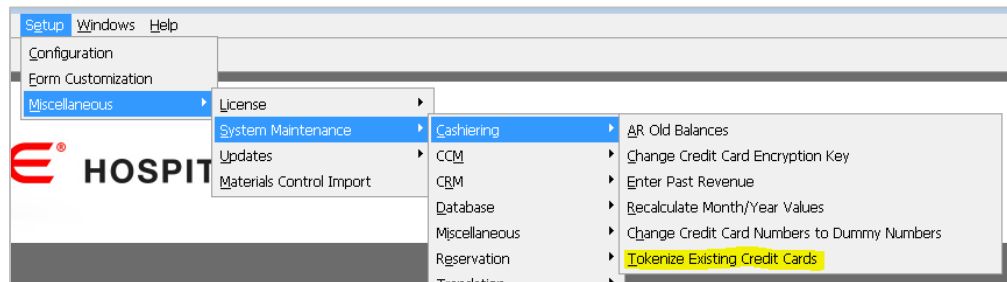 Setup Windows Help
Configuration
Form Customization
Miscellaneous
License
System Maintenance
Updates
Materials Control Import
Cashiering
CCM
CRM
Database
Miscellaneous
Reservation
AR Old Balances
Change Credit Card Encryption Key
Enter Past Revenue
Recalculate Month/Year Values
Change Credit Card Numbers to Dummy Numbers
Tokenize Existing Credit Cards
E® HOSPIT